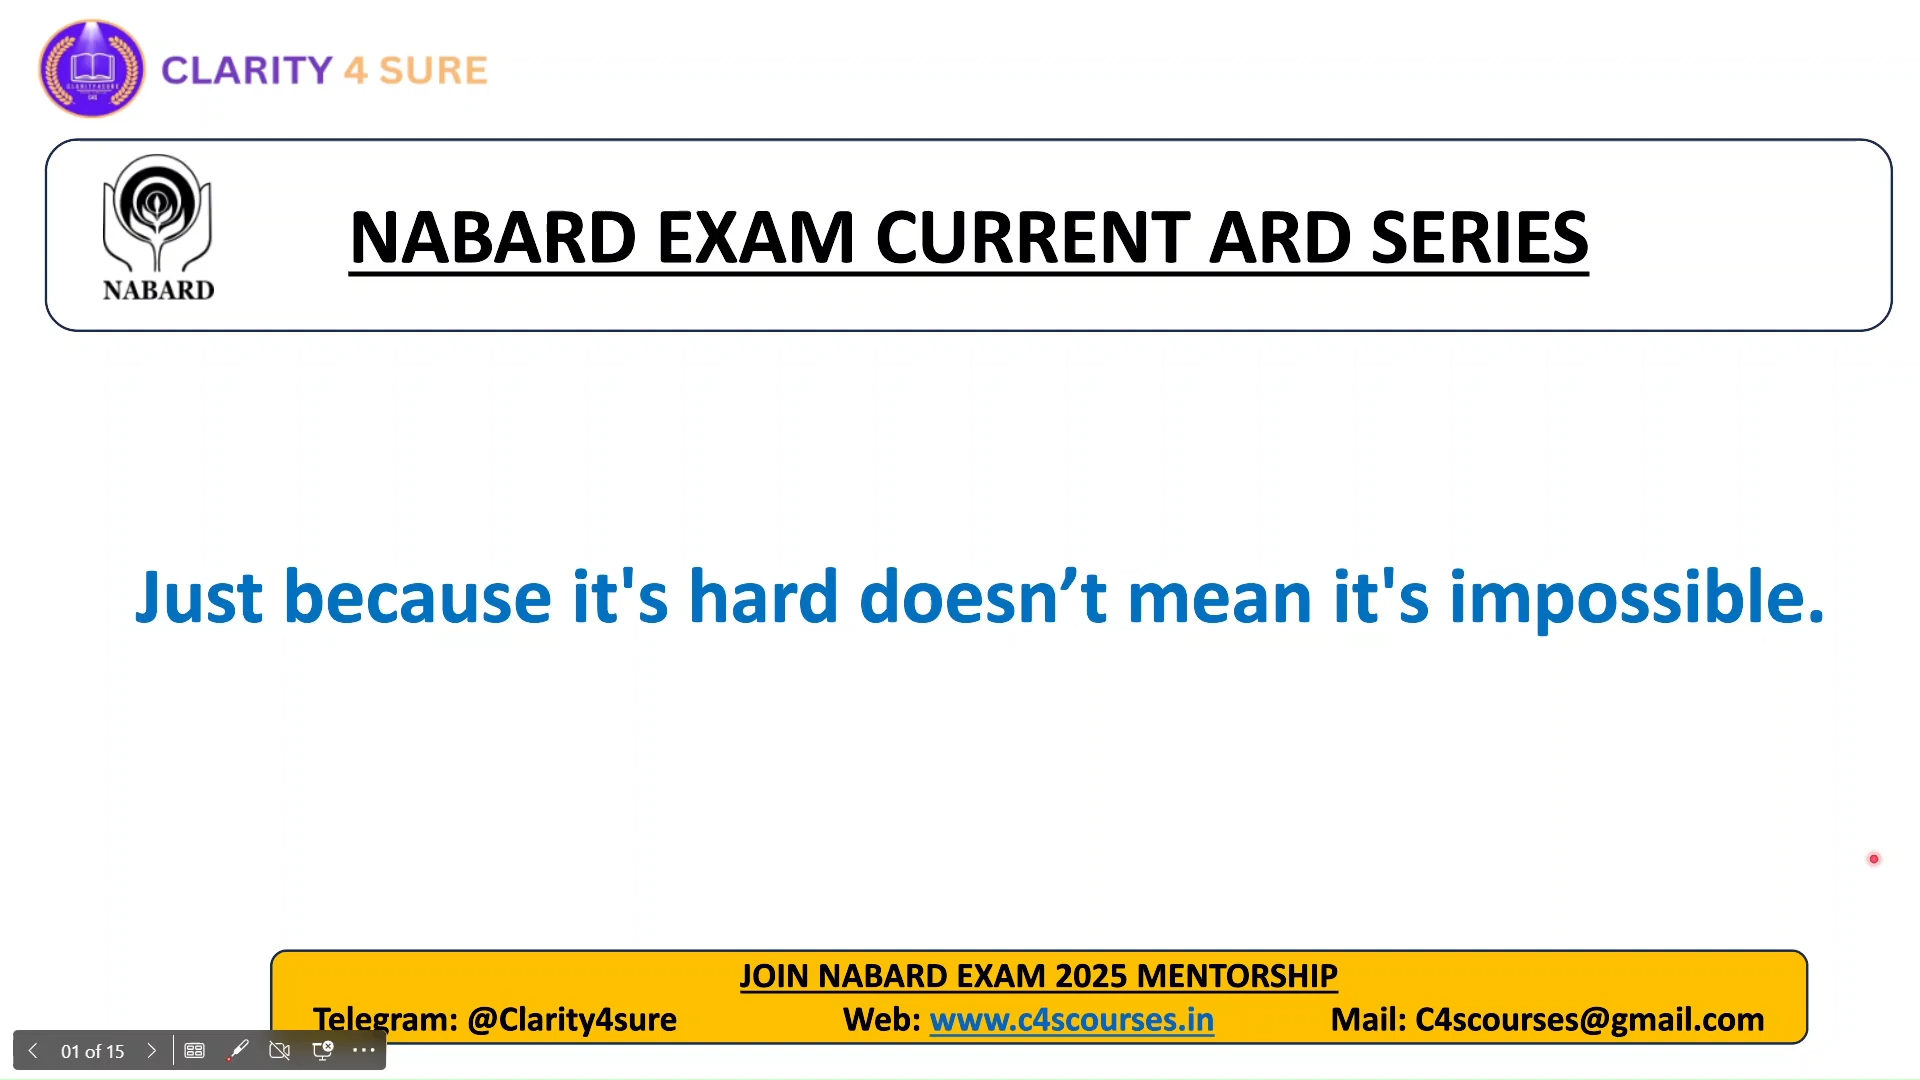 CLARITY 4 SURE
NABARD
NABARD EXAM CURRENT ARD SERIES
Just because it's hard doesn’t mean it's impossible.
JOIN NABARD EXAM 2025 MENTORSHIP
Telegram: @Clarity4sure Web: www.c4scourses.in Mail: C4scourses@gmail.com
01 of 15